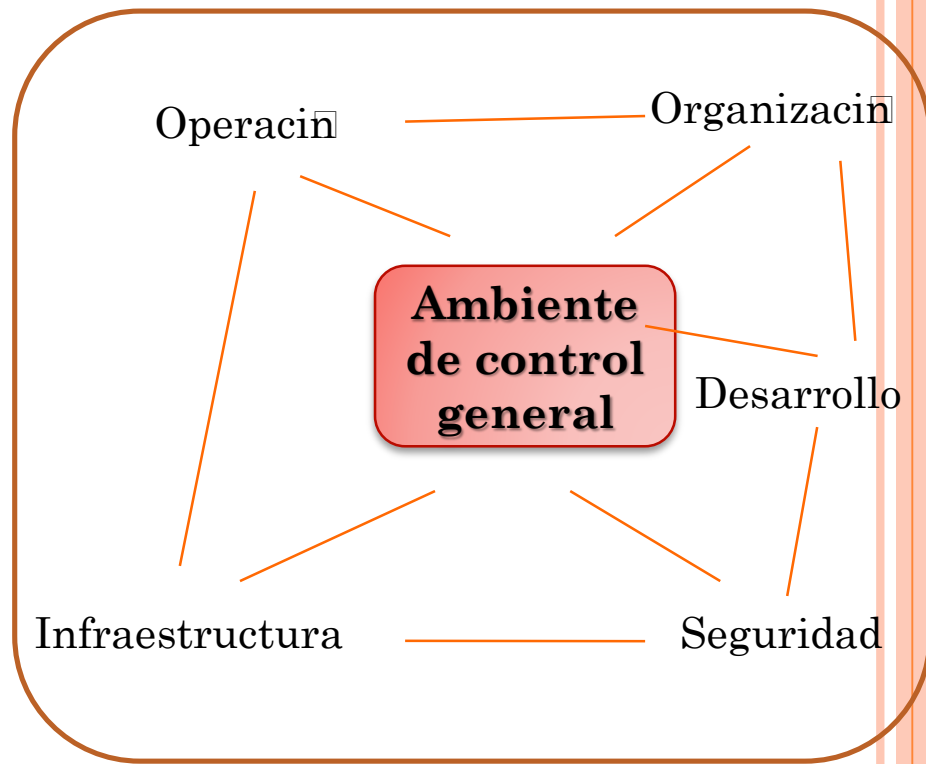 Operacin
Organizacin
Ambiente
de control
general
Desarrollo
Infraestructura
Seguridad